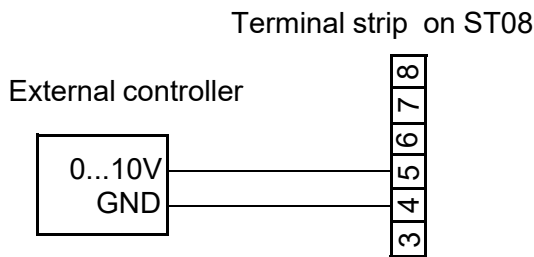 Terminal strip  on ST08
External controller
0...10V
GND
8
7
6
5
4
3